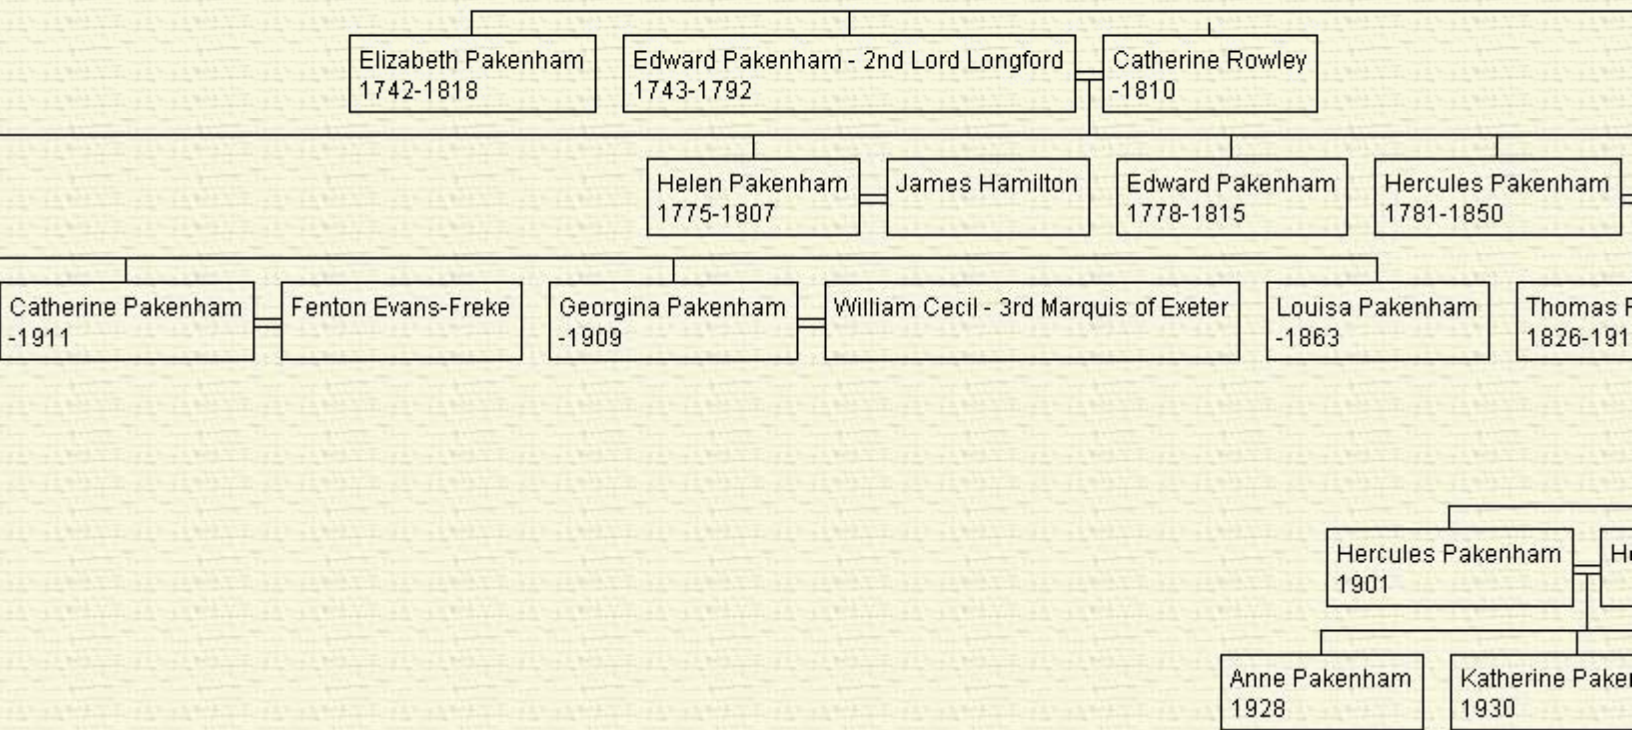 Elizabeth Pakenham
1742-1818
Edward Pakenham - 2nd Lord Longford
1743-1792
Catherine Rowley
-1810
Helen Pakenham
1775-1807
James Hamilton
Edward Pakenham
1778-1815
Hercules Pakenham
1781-1850
Catherine Pakenham
-1911
Fenton Evans-Freke
Georgina Pakenham
-1909
William Cecil - 3rd Marquis of Exeter
Louisa Pakenham
-1863
Thomas
Hercules Pakenham
1901
Anne Pakenham
1928
Katherine
1930